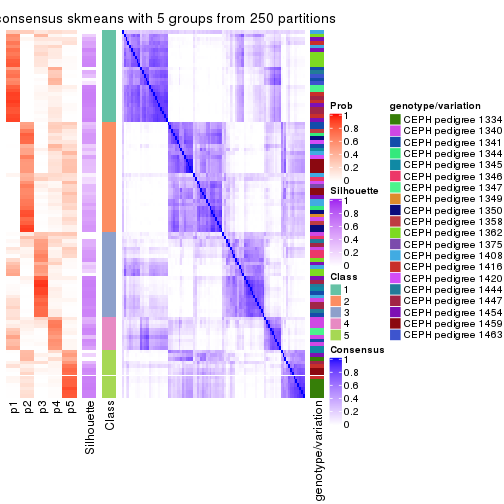 consensus skmeans with 5 groups from 250 partitions
Prob
1
0.8
0.6
0.4
0.2
0
Silhouette
1
0.8
0.6
0.4
0.2
0
Class
1
2
3
4
5
Consensus
1
0.8
0.6
0.4
0.2
0
genotype/variation
CEPH pedigree 1334
CEPH pedigree 1340
CEPH pedigree 1341
CEPH pedigree 1344
CEPH pedigree 1345
CEPH pedigree 1346
CEPH pedigree 1347
CEPH pedigree 1349
CEPH pedigree 1350
CEPH pedigree 1358
CEPH pedigree 1362
CEPH pedigree 1375
CEPH pedigree 1408
CEPH pedigree 1416
CEPH pedigree 1420
CEPH pedigree 1444
CEPH pedigree 1447
CEPH pedigree 1454
CEPH pedigree 1459
CEPH pedigree 1463
p1
p2
p3
p4
p5
Silhouette
Class
genotype/variation